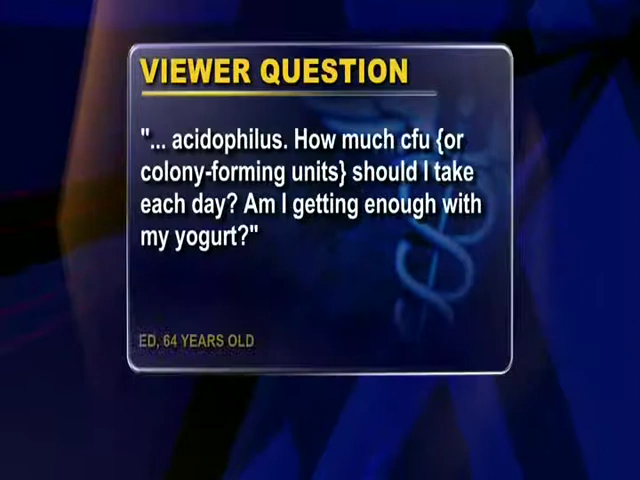 VIEWER QUESTION
"... acidophilus. How much cfu {or
colony-forming units} should I take
each day? Am I getting enough with
my yogurt?"
ED, 64 YEARS OLD